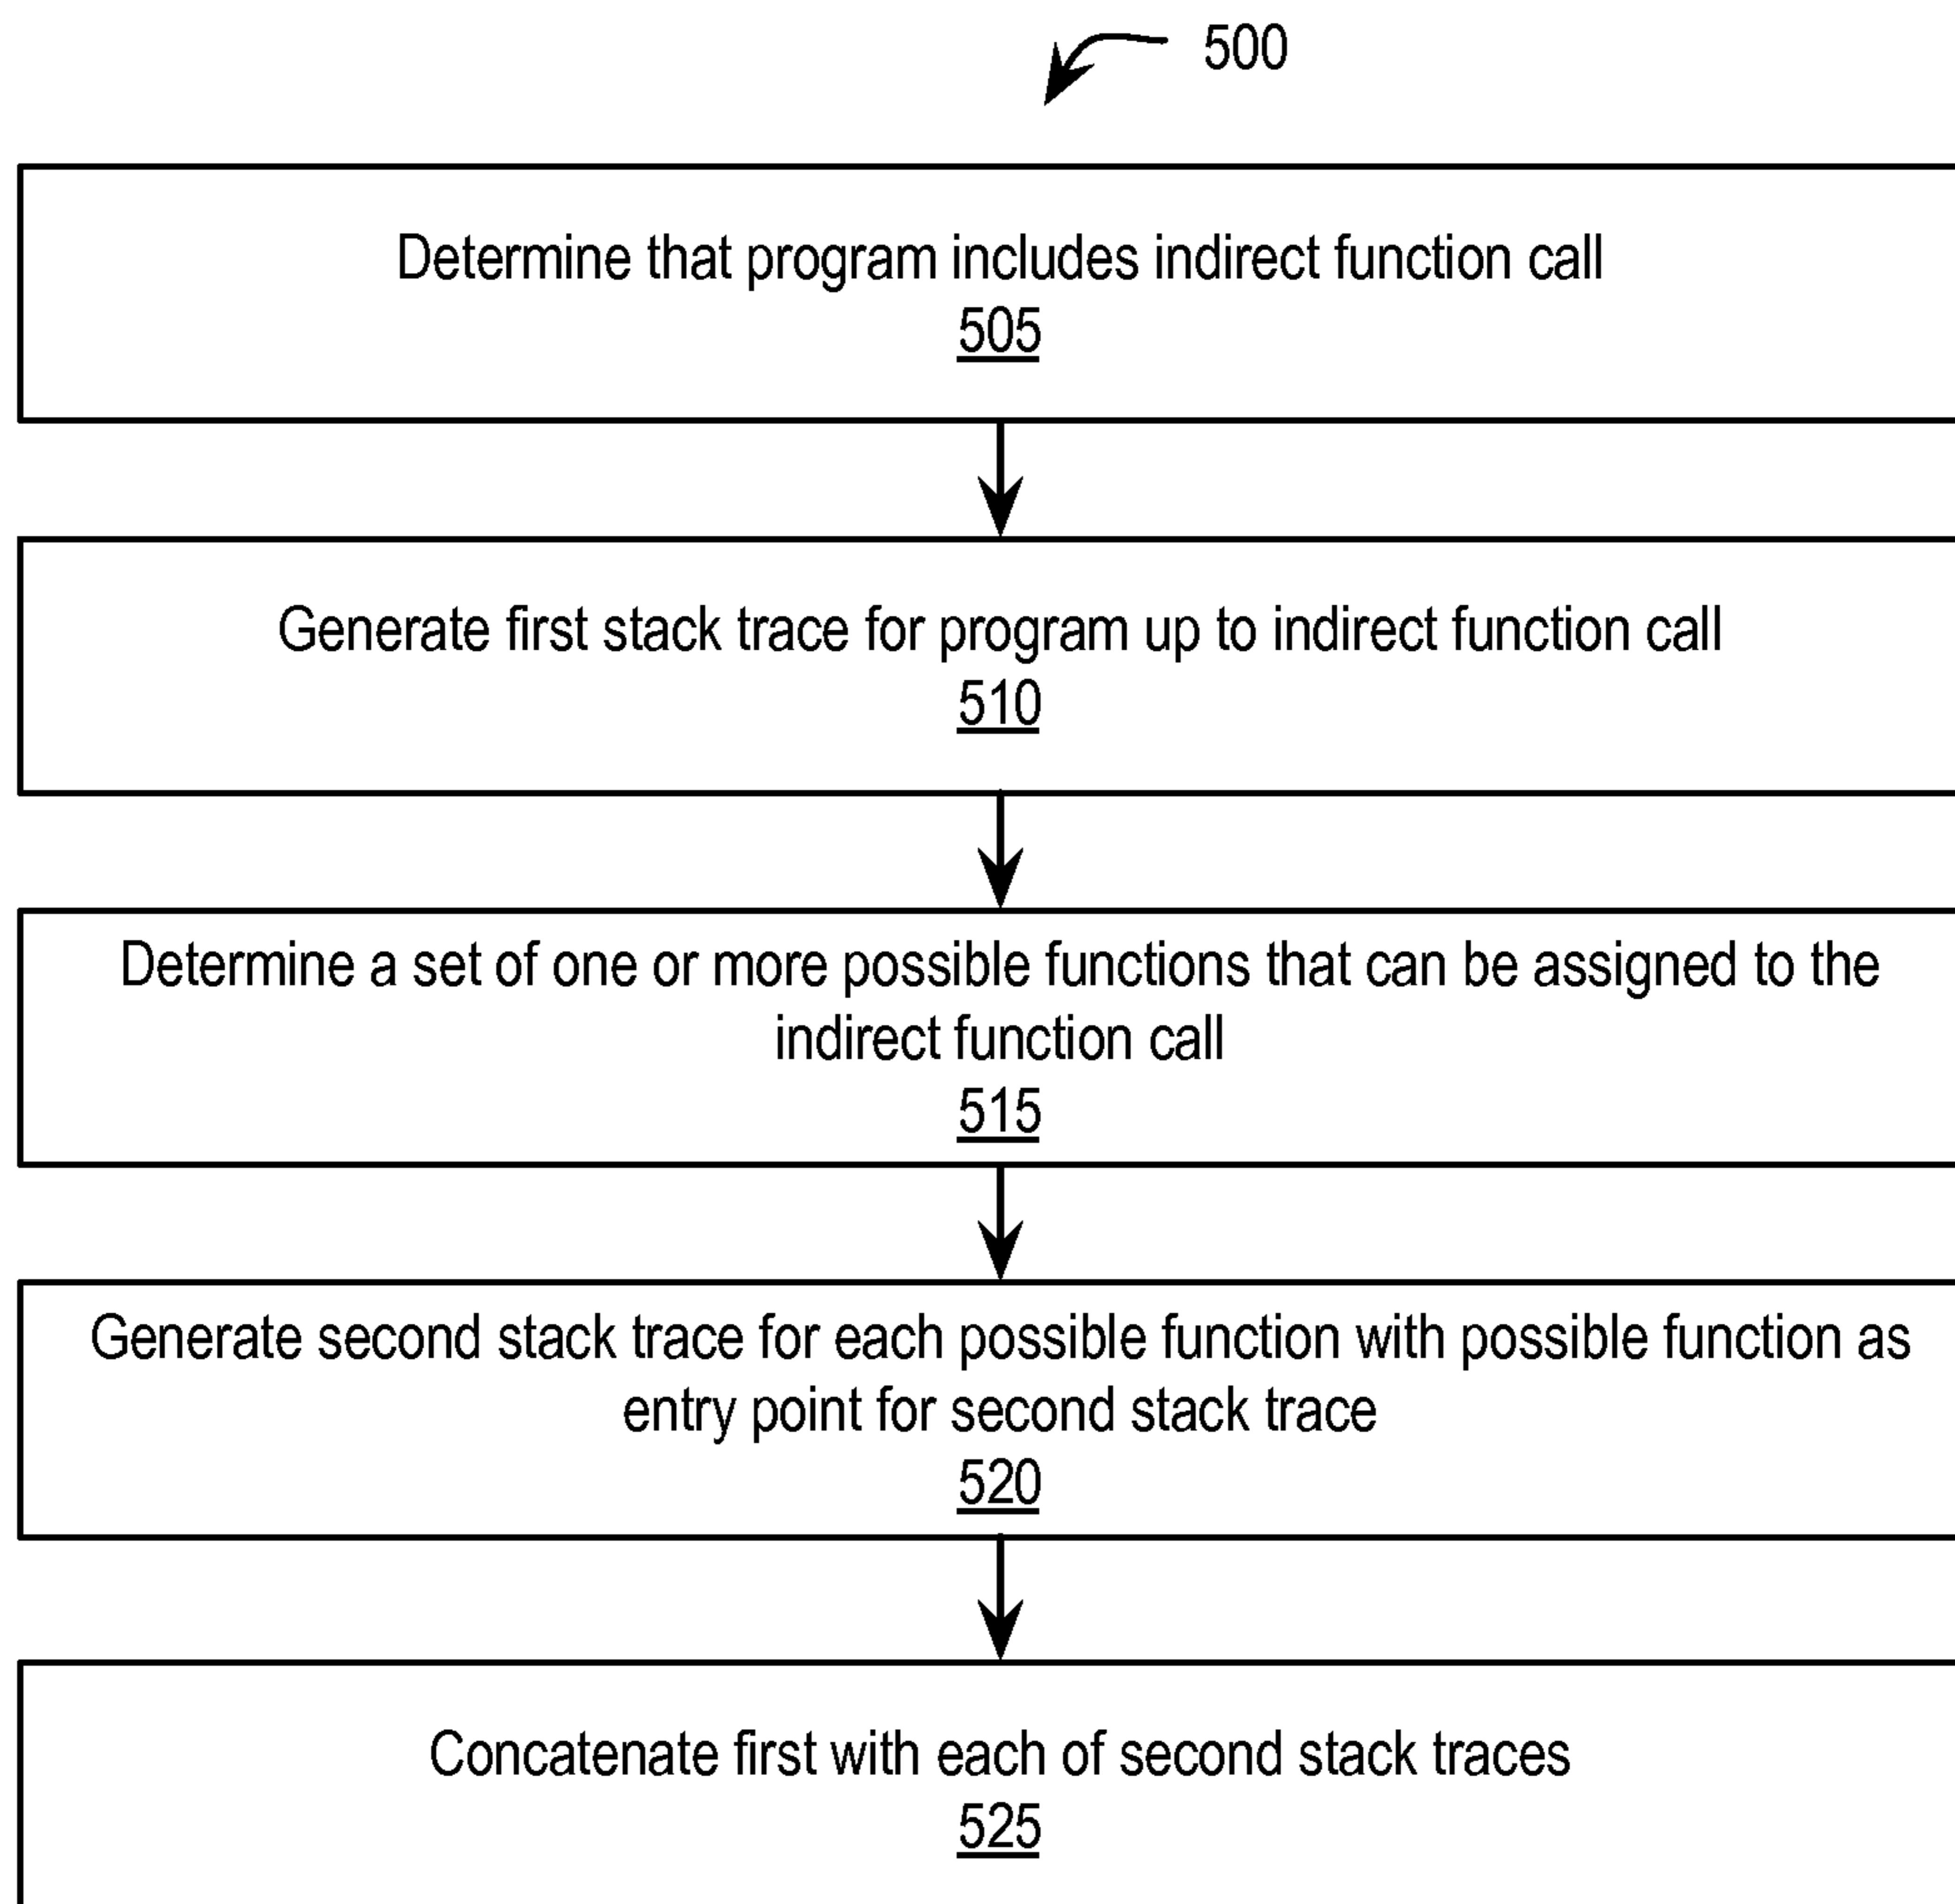 500
Determine that program includes indirect function call
505
Generate first stack trace for program up to indirect function call
510
Determine a set of one or more possible functions that can be assigned to the
indirect function call
515
Generate second stack trace for each possible function with possible function as
entry point for second stack trace
520
Concatenate first with each of second stack traces
525